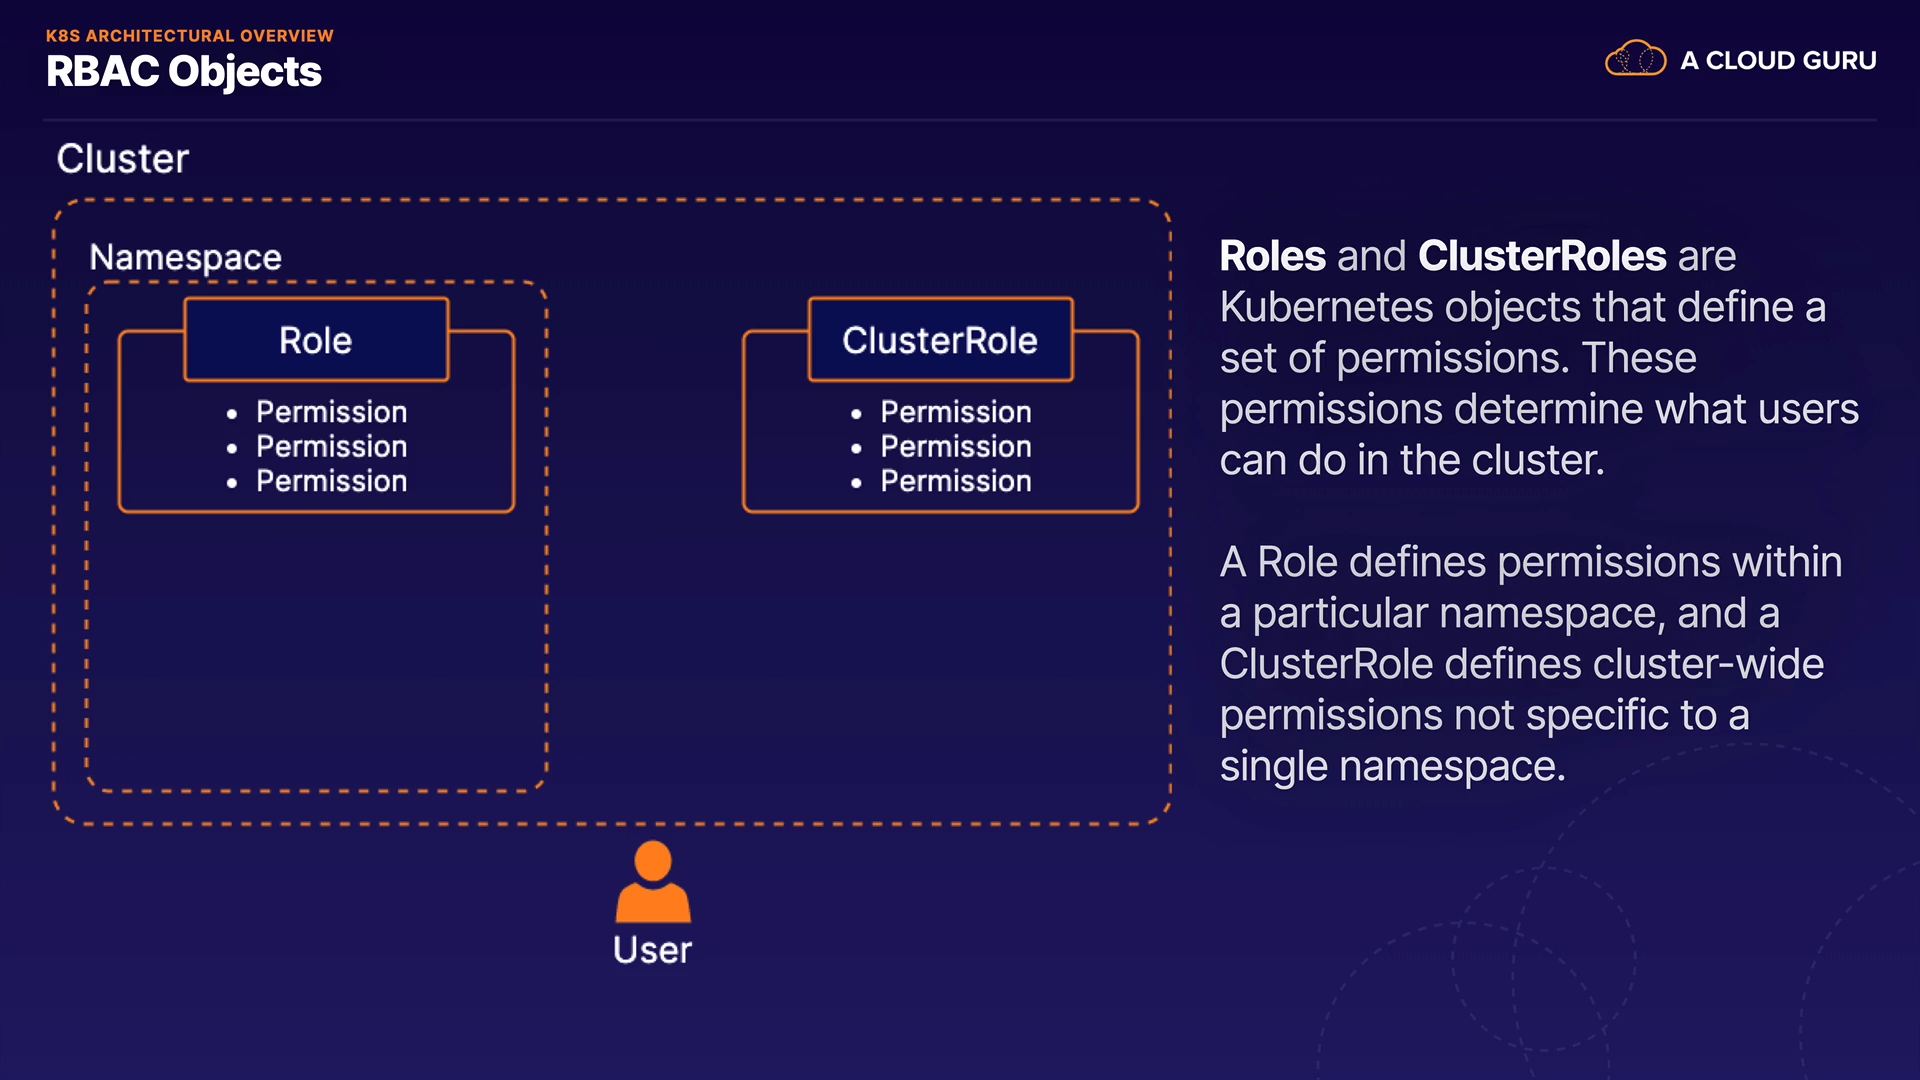 K8S ARCHITECTURAL OVERVIEW
RBAC Objects
A CLOUD GURU
Cluster
Namespace
Role
• Permission
• Permission
• Permission
ClusterRole
• Permission
• Permission
• Permission
User
Roles and ClusterRoles are
Kubernetes objects that define a
set of permissions. These
permissions determine what users
can do in the cluster.
A Role defines permissions within
a particular namespace, and a
ClusterRole defines cluster-wide
permissions not specific to a
single namespace.